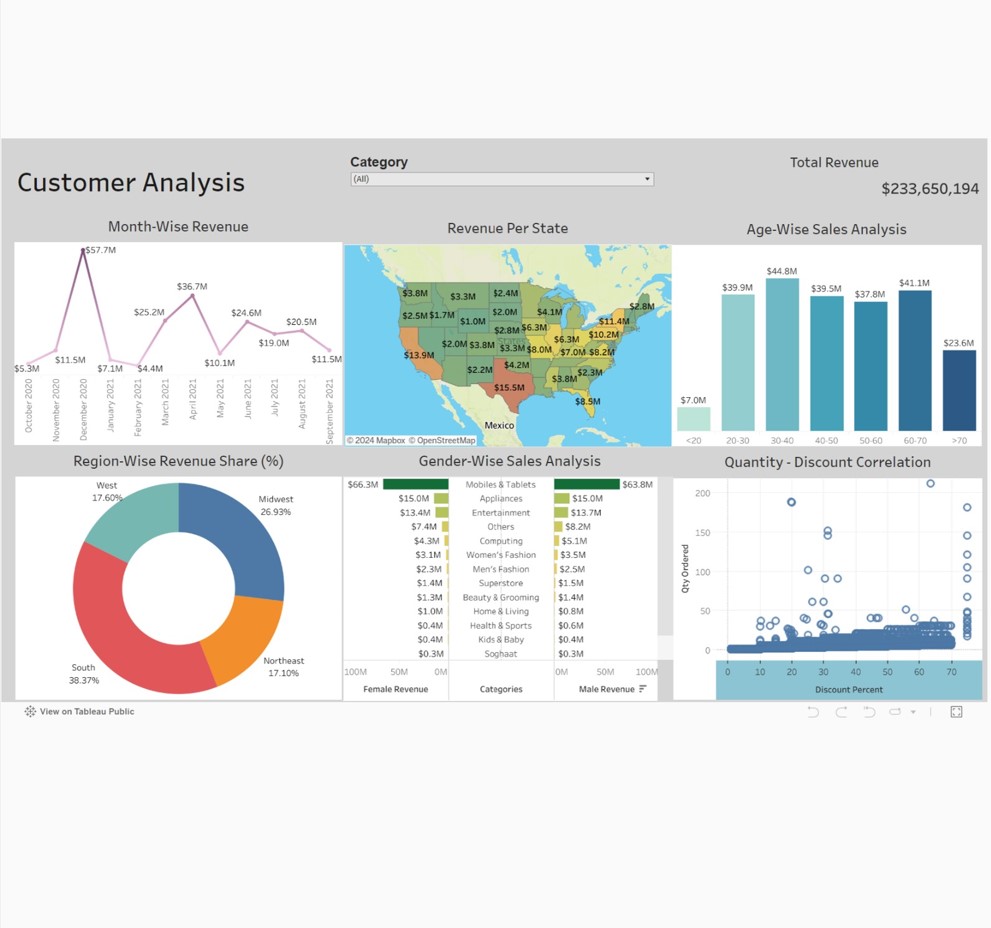 Customer Analysis
Category
(All)
Total Revenue
$233,650,194
Month-Wise Revenue
$57.7M
$36.7M
$25.2M
$24.6M
$20.5M
$19.0M
$11.5M
$11.5M
$10.1M
$5.3M
$7.1M
$4.4M
October 2020
November 2020
December 2020
January 2021
February 2021
March 2021
April 2021
May 2021
June 2021
July 2021
August 2021
September 2021
Revenue Per State
$3.8M
$3.3M
$2.4M
$2.8M
$2.5M
$1.7M
$1.0M
$2.0M
$4.1M
$11.4M
$2.8M
$6.3M
$10.2M
$13.9M
$2.0M
$3.8M
$3.3M
$8.0M
$6.3M
$7.0M
$8.2M
$2.2M
$4.2M
$2.3M
$3.8M
$15.5M
$8.5M
Mexico
© 2024 Mapbox © OpenStreetMap
Age-Wise Sales Analysis
$7.0M
$39.9M
$44.8M
$39.5M
$37.8M
$41.1M
$23.6M
<20
20-30
30-40
40-50
50-60
60-70
>70
Region-Wise Revenue Share (%)
West
17.60%
Midwest
26.93%
South
38.37%
Northeast
17.10%
Gender-Wise Sales Analysis
$66.3M Mobiles & Tablets $63.8M
$15.0M Appliances $15.0M
$13.4M Entertainment $13.7M
$7.4M Others $8.2M
$4.3M Computing $5.1M
$3.1M Women's Fashion $3.5M
$2.3M Men's Fashion $2.5M
$1.4M Superstore $1.5M
$1.3M Beauty & Grooming $1.4M
$1.0M Home & Living $0.8M
$0.4M Health & Sports $0.6M
$0.4M Kids & Baby $0.4M
$0.3M Soghaat $0.3M
100M 50M 0M 0M 50M 100M
Female Revenue Categories Male Revenue
Quantity - Discount Correlation
Qty Ordered
200
150
100
50
0
0 10 20 30 40 50 60 70
Discount Percent
View on Tableau Public